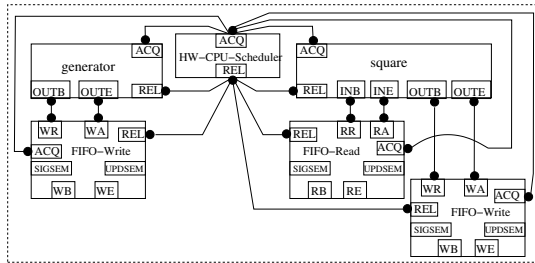 ACQ
HW-CPU-Scheduler
REL
generator
ACQ
REL
OUTB OUTE
ACQ
square
REL
INB INE OUTB OUTE
WR WA REL
ACQ FIFO-Write
SIGSEM UPDSEM
WB WE
REL RR RA
FIFO-Read ACQ
SIGSEM UPDSEM
RB RE
WR WA ACQ
REL FIFO-Write
SIGSEM UPDSEM
WB WE